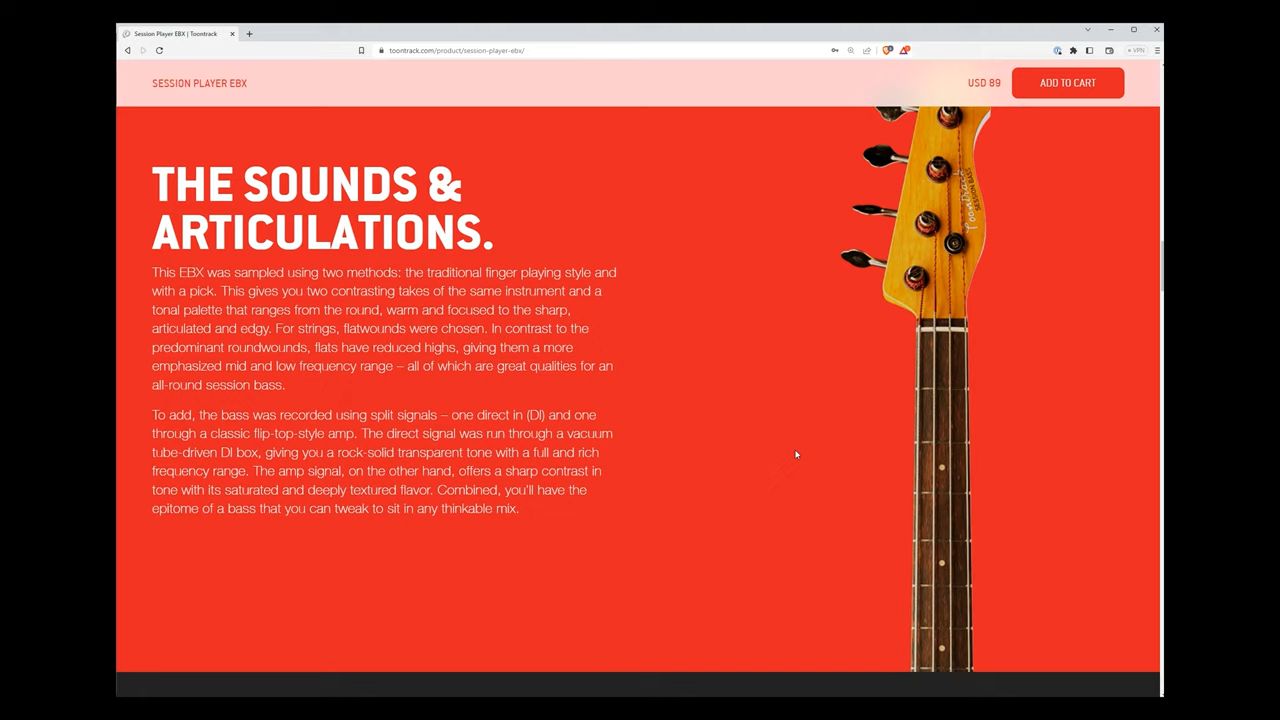 Session Player EBX | Toontrack
toontrack.com/product/session-player-ebx/
VPN
SESSION PLAYER EBX
USD 89
ADD TO CART
THE SOUNDS &
ARTICULATIONS.
This EBX was sampled using two methods: the traditional finger playing style and
with a pick. This gives you two contrasting takes of the same instrument and a
tonal palette that ranges from the round, warm and focused to the sharp,
articulated and edgy. For strings, flatwounds were chosen. In contrast to the
predominant roundwounds, flats have reduced highs, giving them a more
emphasized mid and low frequency range – all of which are great qualities for an
all-round session bass.
To add, the bass was recorded using split signals – one direct in (DI) and one
through a classic flip-top-style amp. The direct signal was run through a vacuum
tube-driven DI box, giving you a rock-solid transparent tone with a full and rich
frequency range. The amp signal, on the other hand, offers a sharp contrast in
tone with its saturated and deeply textured flavor. Combined, you'll have the
epitome of a bass that you can tweak to sit in any thinkable mix.
Toontrack
SESSION BASS